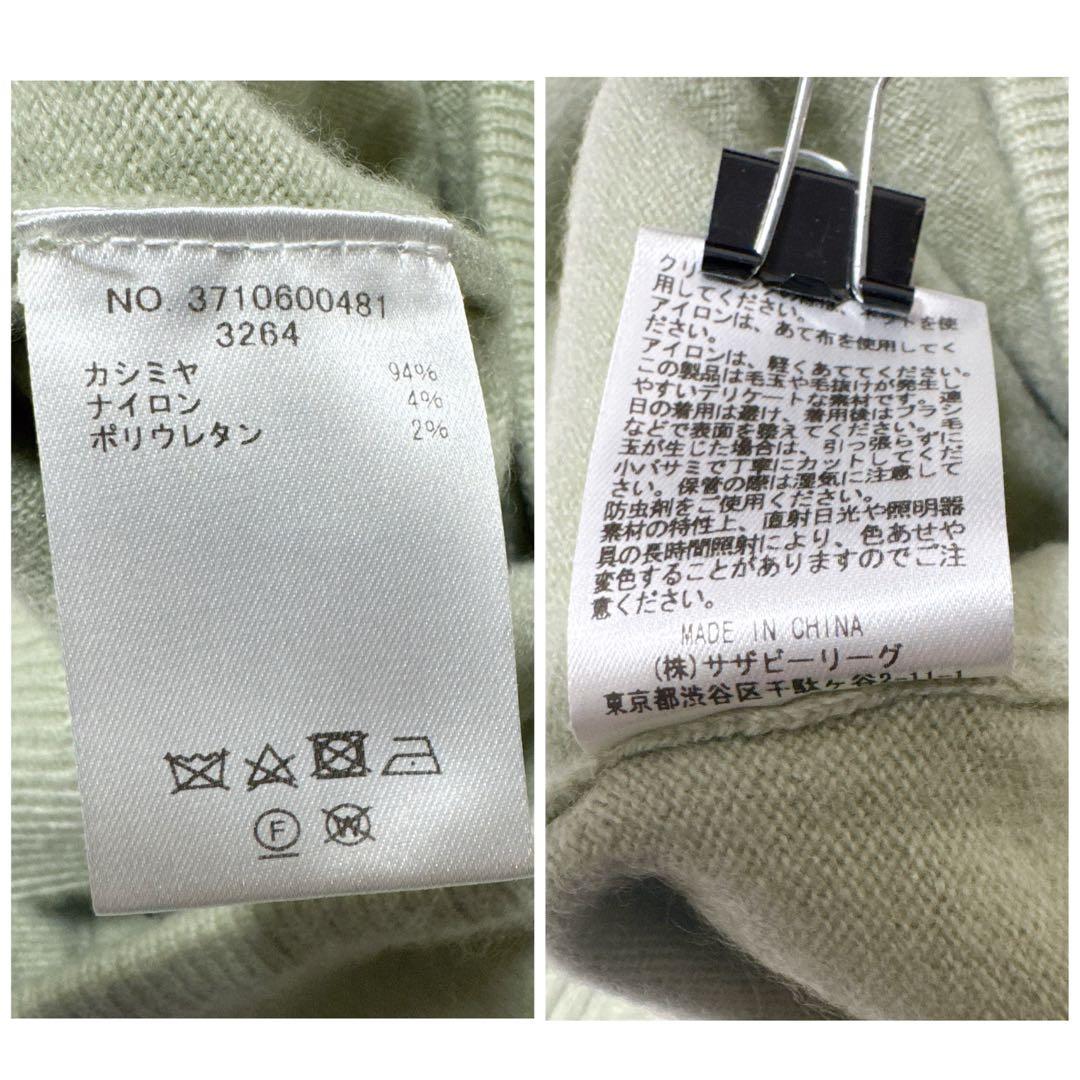 NO. 3710600481
3264
カシミヤ 94%
ナイロン 4%
ポリウレタン 2%
F
W
クリ
用してください。
アイロンは、あて布を使用してく
ださい。
アイロンは、軽くあててください。
この製品は毛玉や毛抜けが発生し
やすいデリケートな素材です。連
日の着用は避け、着用後はブラシ
などで表面を整えてください。毛
玉が生じた場合は、引っ張らずに
小バサミで丁寧にカットしてくだ
さい。保管の際は湿気に注意して
防虫剤をご使用ください。
素材の特性上、直射日光や照明器
具の長時間照射により、色あせや
変色することがありますのでご注
意ください。
MADE IN CHINA
(株)サザビーリーグ
東京都渋谷区千駄ヶ谷2-11-1